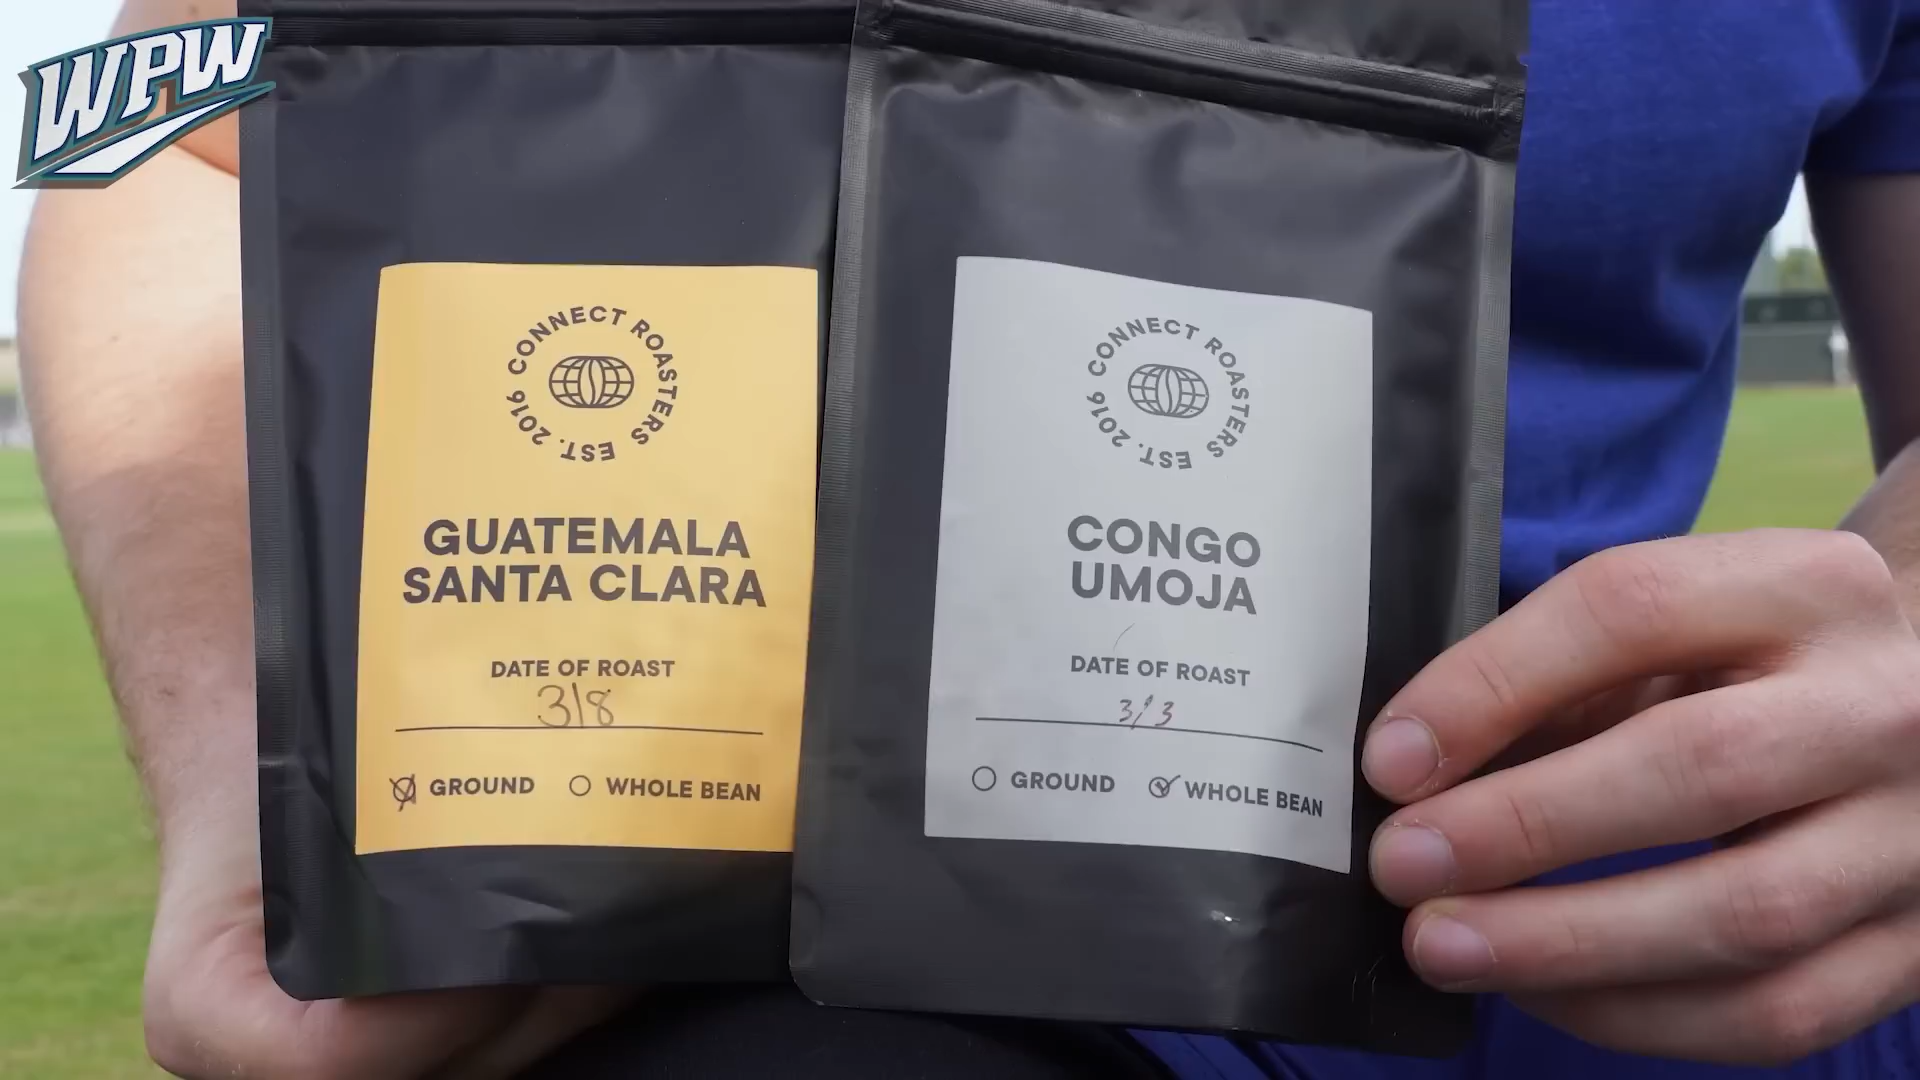 WPW
CONNECT ROASTERS EST. 2016
GUATEMALA
SANTA CLARA
DATE OF ROAST
3/8
GROUND WHOLE BEAN
CONNECT ROASTERS EST. 2016
CONGO
UMOJA
DATE OF ROAST
3/3
GROUND WHOLE BEAN